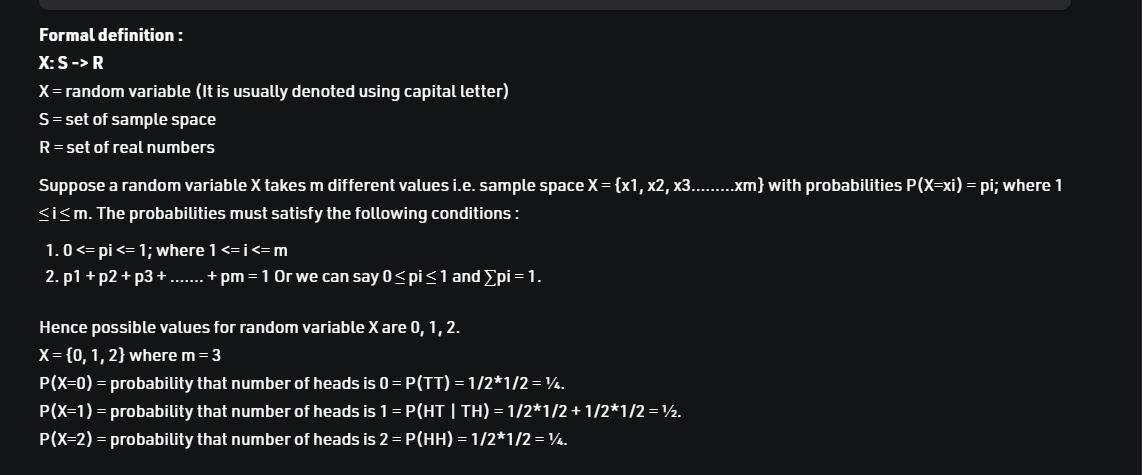 Formal definition :
X: S -> R
X = random variable (It is usually denoted using capital letter)
S = set of sample space
R = set of real numbers
Suppose a random variable X takes m different values i.e. sample space X = {x1, x2, x3.........xm} with probabilities P(X=xi) = pi; where 1
≤ i ≤ m. The probabilities must satisfy the following conditions :
1. 0 <= pi <= 1; where 1 <= i <= m
2. p1 + p2 + p3 + ....... + pm = 1 Or we can say 0 ≤ pi ≤ 1 and ∑pi = 1.
Hence possible values for random variable X are 0, 1, 2.
X = {0, 1, 2} where m = 3
P(X=0) = probability that number of heads is 0 = P(TT) = 1/2*1/2 = ¼.
P(X=1) = probability that number of heads is 1 = P(HT | TH) = 1/2*1/2 + 1/2*1/2 = ½.
P(X=2) = probability that number of heads is 2 = P(HH) = 1/2*1/2 = ¼.